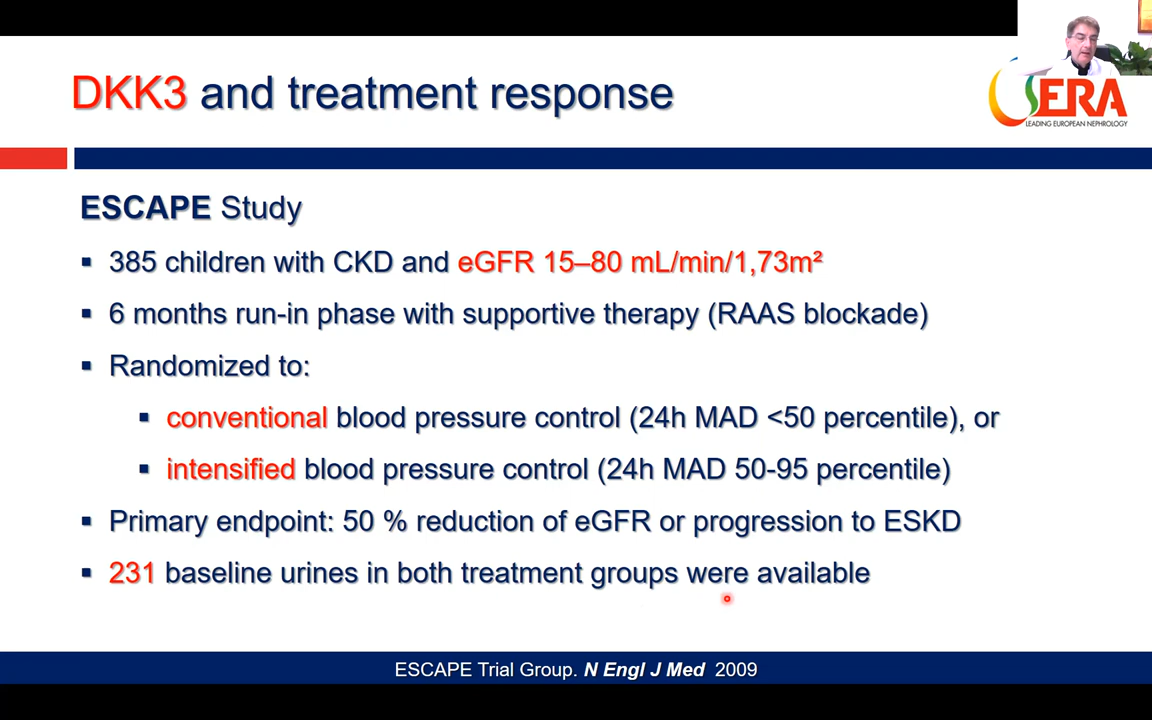 DKK3 and treatment response
ERA
LEADING EUROPEAN NEPHROLOGY
ESCAPE Study
▪ 385 children with CKD and eGFR 15–80 mL/min/1,73m²
▪ 6 months run-in phase with supportive therapy (RAAS blockade)
▪ Randomized to:
▪ conventional blood pressure control (24h MAD <50 percentile), or
▪ intensified blood pressure control (24h MAD 50-95 percentile)
▪ Primary endpoint: 50 % reduction of eGFR or progression to ESKD
▪ 231 baseline urines in both treatment groups were available
ESCAPE Trial Group. N Engl J Med 2009